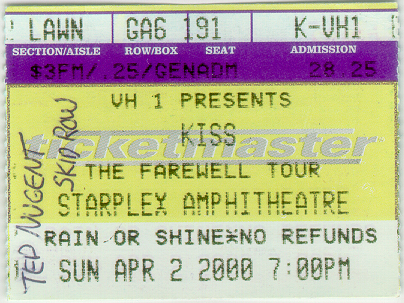 LAWN GA6 191 K-VH1
SECTION/AISLE ROW/BOX SEAT ADMISSION
$3FM/.25/GENADM 28.25
VH 1 PRESENTS
KISS
ticketmaster
THE FAREWELL TOUR
STARPLEX AMPHITHEATRE
RAIN OR SHINE*NO REFUNDS
SUN APR 2 2000 7:00PM
TED NUGENT
SKID ROW